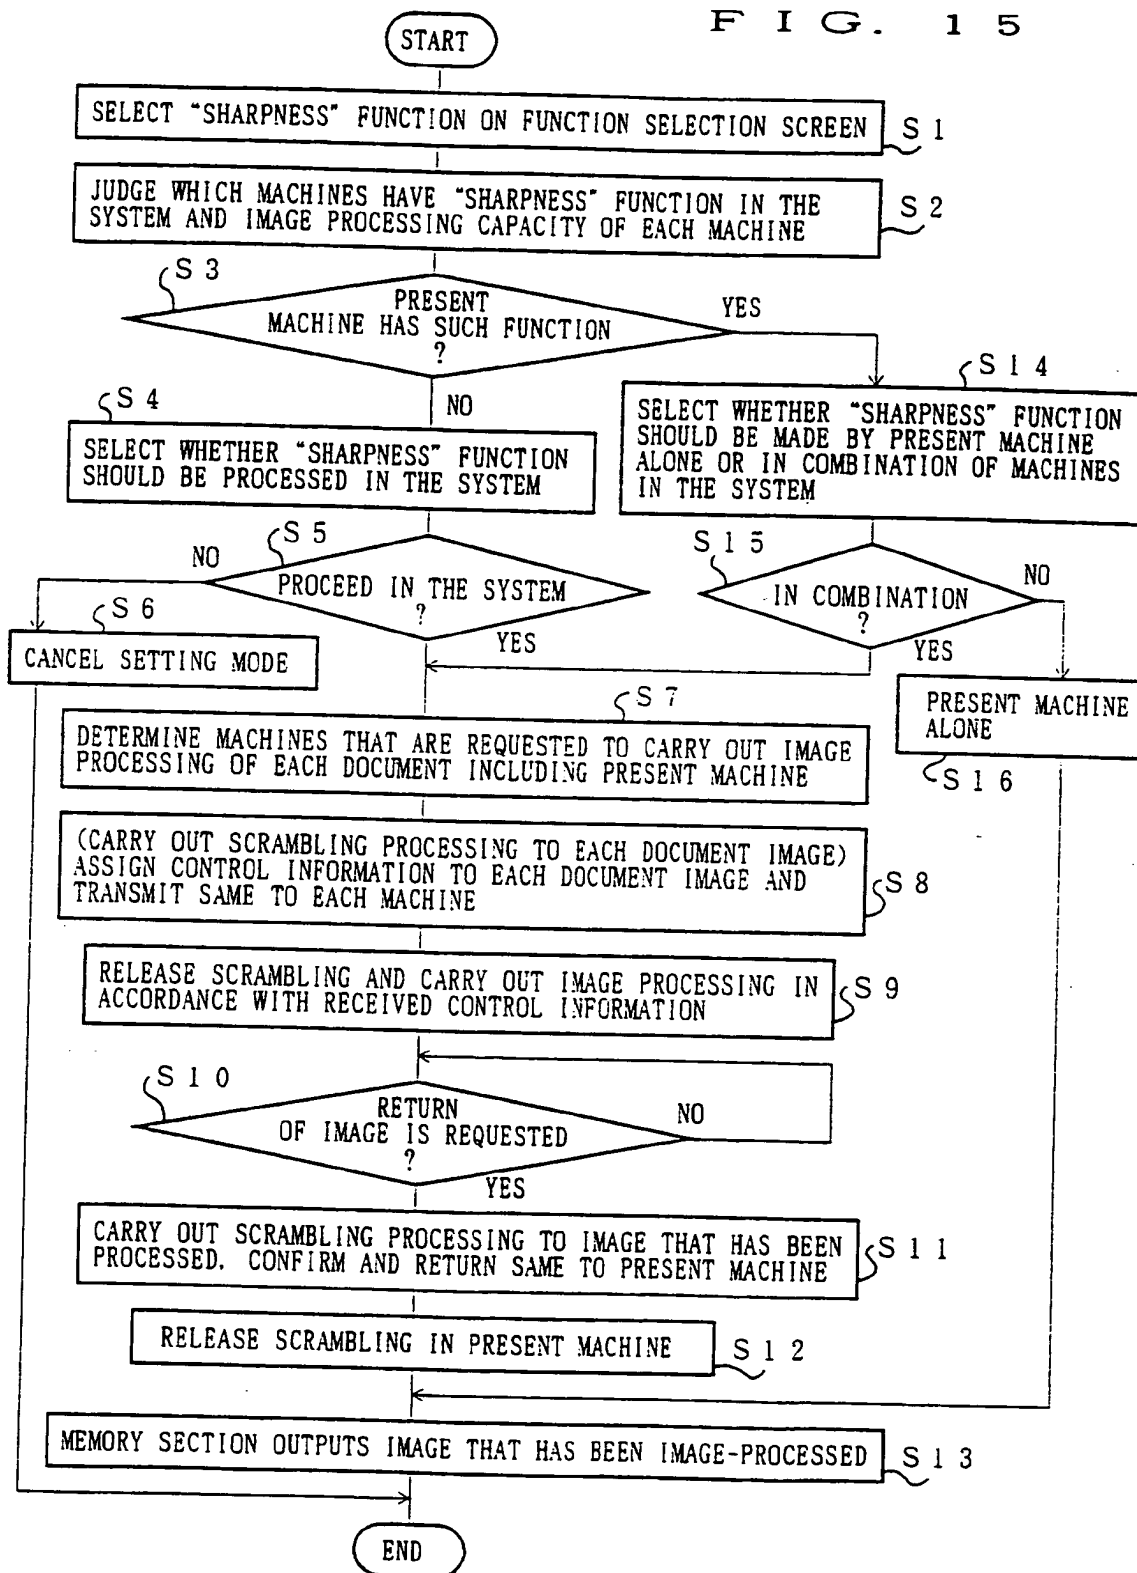 F I G. 1 5
START
SELECT "SHARPNESS" FUNCTION ON FUNCTION SELECTION SCREEN
S 1
JUDGE WHICH MACHINES HAVE "SHARPNESS" FUNCTION IN THE
SYSTEM AND IMAGE PROCESSING CAPACITY OF EACH MACHINE
S 2
S 3
PRESENT
MACHINE HAS SUCH FUNCTION
?
YES
NO
S 4
SELECT WHETHER "SHARPNESS" FUNCTION
SHOULD BE PROCESSED IN THE SYSTEM
S 1 4
SELECT WHETHER "SHARPNESS" FUNCTION
SHOULD BE MADE BY PRESENT MACHINE
ALONE OR IN COMBINATION OF MACHINES
IN THE SYSTEM
S 5
NO
PROCEED IN THE SYSTEM
?
YES
S 1 5
IN COMBINATION
?
NO
YES
S 6
CANCEL SETTING MODE
PRESENT MACHINE
ALONE
S 1 6
S 7
DETERMINE MACHINES THAT ARE REQUESTED TO CARRY OUT IMAGE
PROCESSING OF EACH DOCUMENT INCLUDING PRESENT MACHINE
(CARRY OUT SCRAMBLING PROCESSING TO EACH DOCUMENT IMAGE)
ASSIGN CONTROL INFORMATION TO EACH DOCUMENT IMAGE AND
TRANSMIT SAME TO EACH MACHINE
S 8
RELEASE SCRAMBLING AND CARRY OUT IMAGE PROCESSING IN
ACCORDANCE WITH RECEIVED CONTROL INFORMATION
S 9
S 1 0
RETURN
OF IMAGE IS REQUESTED
?
NO
YES
CARRY OUT SCRAMBLING PROCESSING TO IMAGE THAT HAS BEEN
PROCESSED. CONFIRM AND RETURN SAME TO PRESENT MACHINE
S 1 1
RELEASE SCRAMBLING IN PRESENT MACHINE
S 1 2
MEMORY SECTION OUTPUTS IMAGE THAT HAS BEEN IMAGE-PROCESSED
S 1 3
END